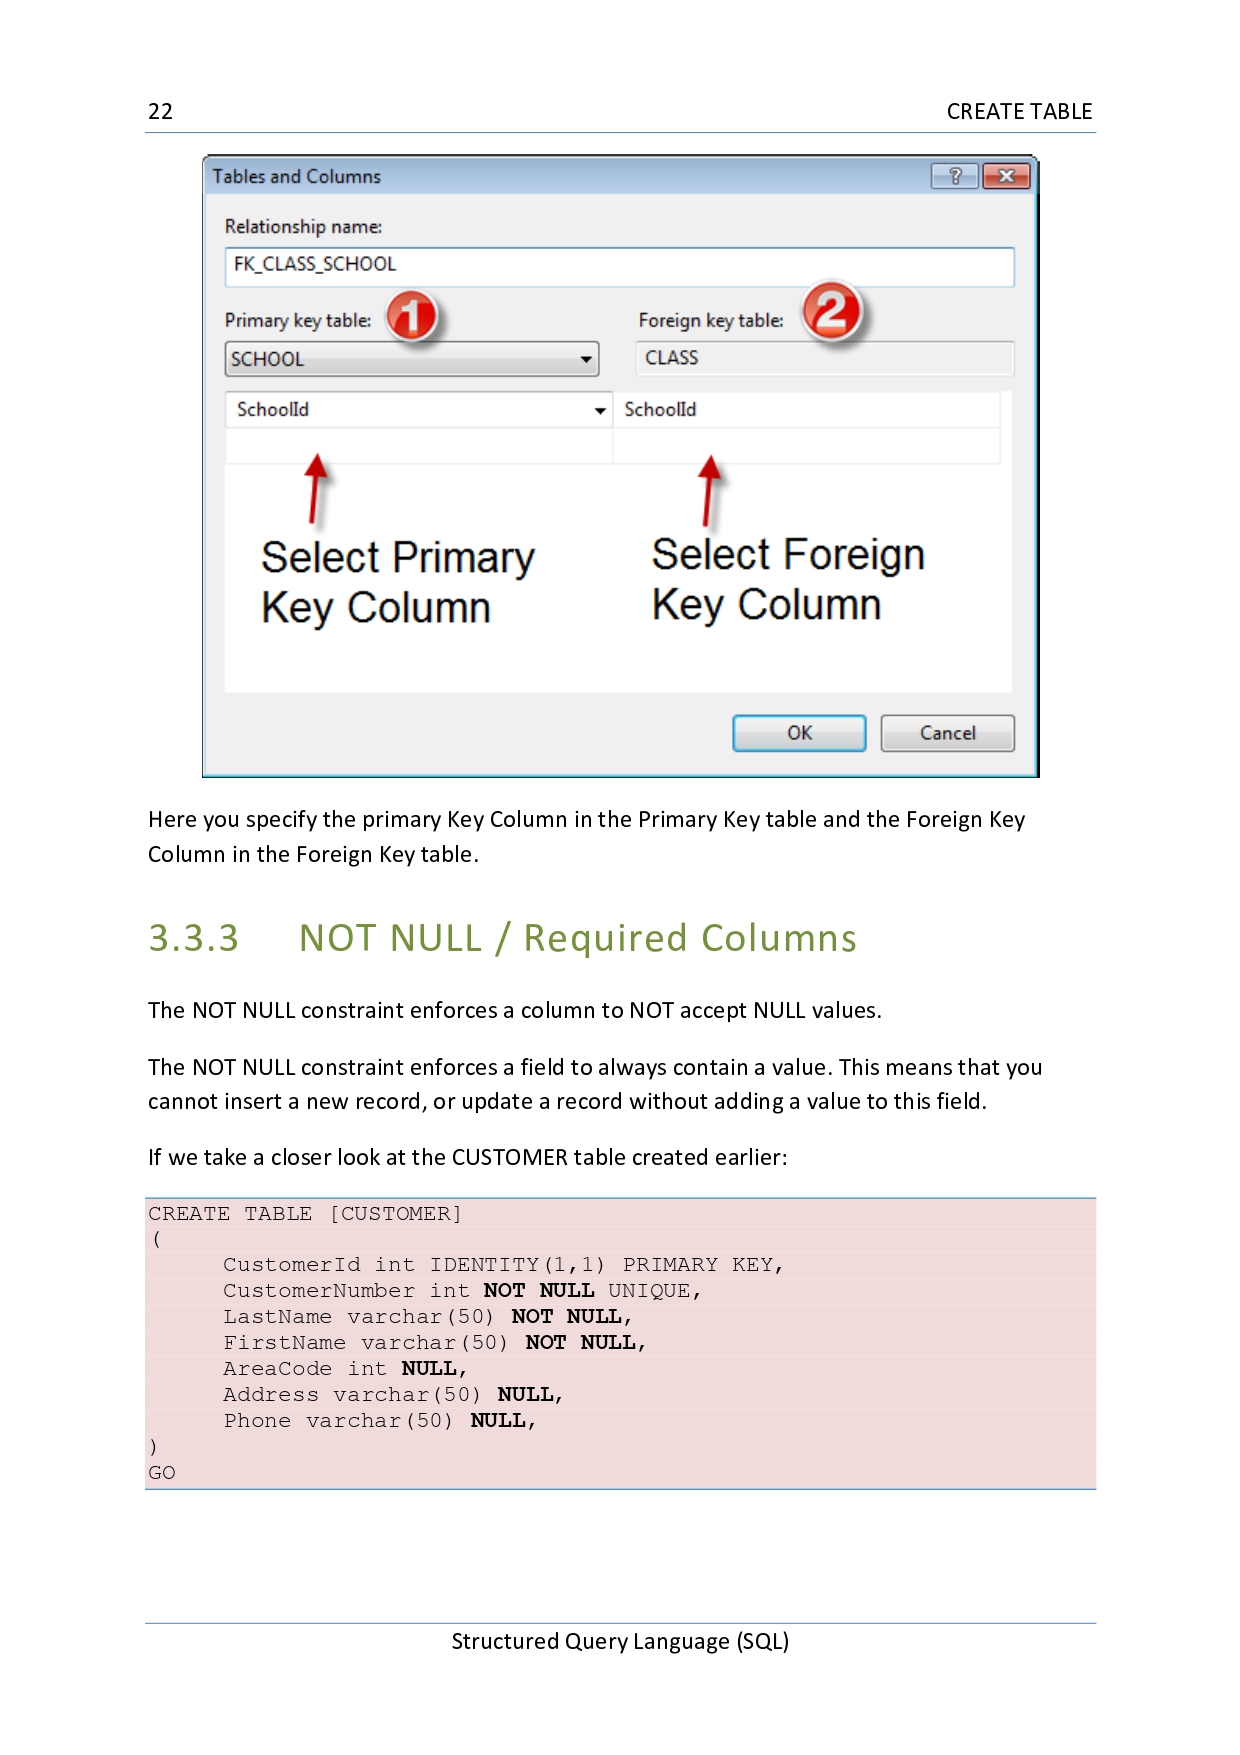 22 CREATE TABLE
Tables and Columns
?
Relationship name:
FK_CLASS_SCHOOL
Primary key table: 1 Foreign key table: 2
SCHOOL CLASS
SchoolId SchoolId
Select Primary
Key Column
Select Foreign
Key Column
OK Cancel
Here you specify the primary Key Column in the Primary Key table and the Foreign Key
Column in the Foreign Key table.
3.3.3 NOT NULL / Required Columns
The NOT NULL constraint enforces a column to NOT accept NULL values.
The NOT NULL constraint enforces a field to always contain a value. This means that you
cannot insert a new record, or update a record without adding a value to this field.
If we take a closer look at the CUSTOMER table created earlier:
CREATE TABLE [CUSTOMER]
(
CustomerId int IDENTITY(1,1) PRIMARY KEY,
CustomerNumber int NOT NULL UNIQUE,
LastName varchar(50) NOT NULL,
FirstName varchar(50) NOT NULL,
AreaCode int NULL,
Address varchar(50) NULL,
Phone varchar(50) NULL,
)
GO
Structured Query Language (SQL)